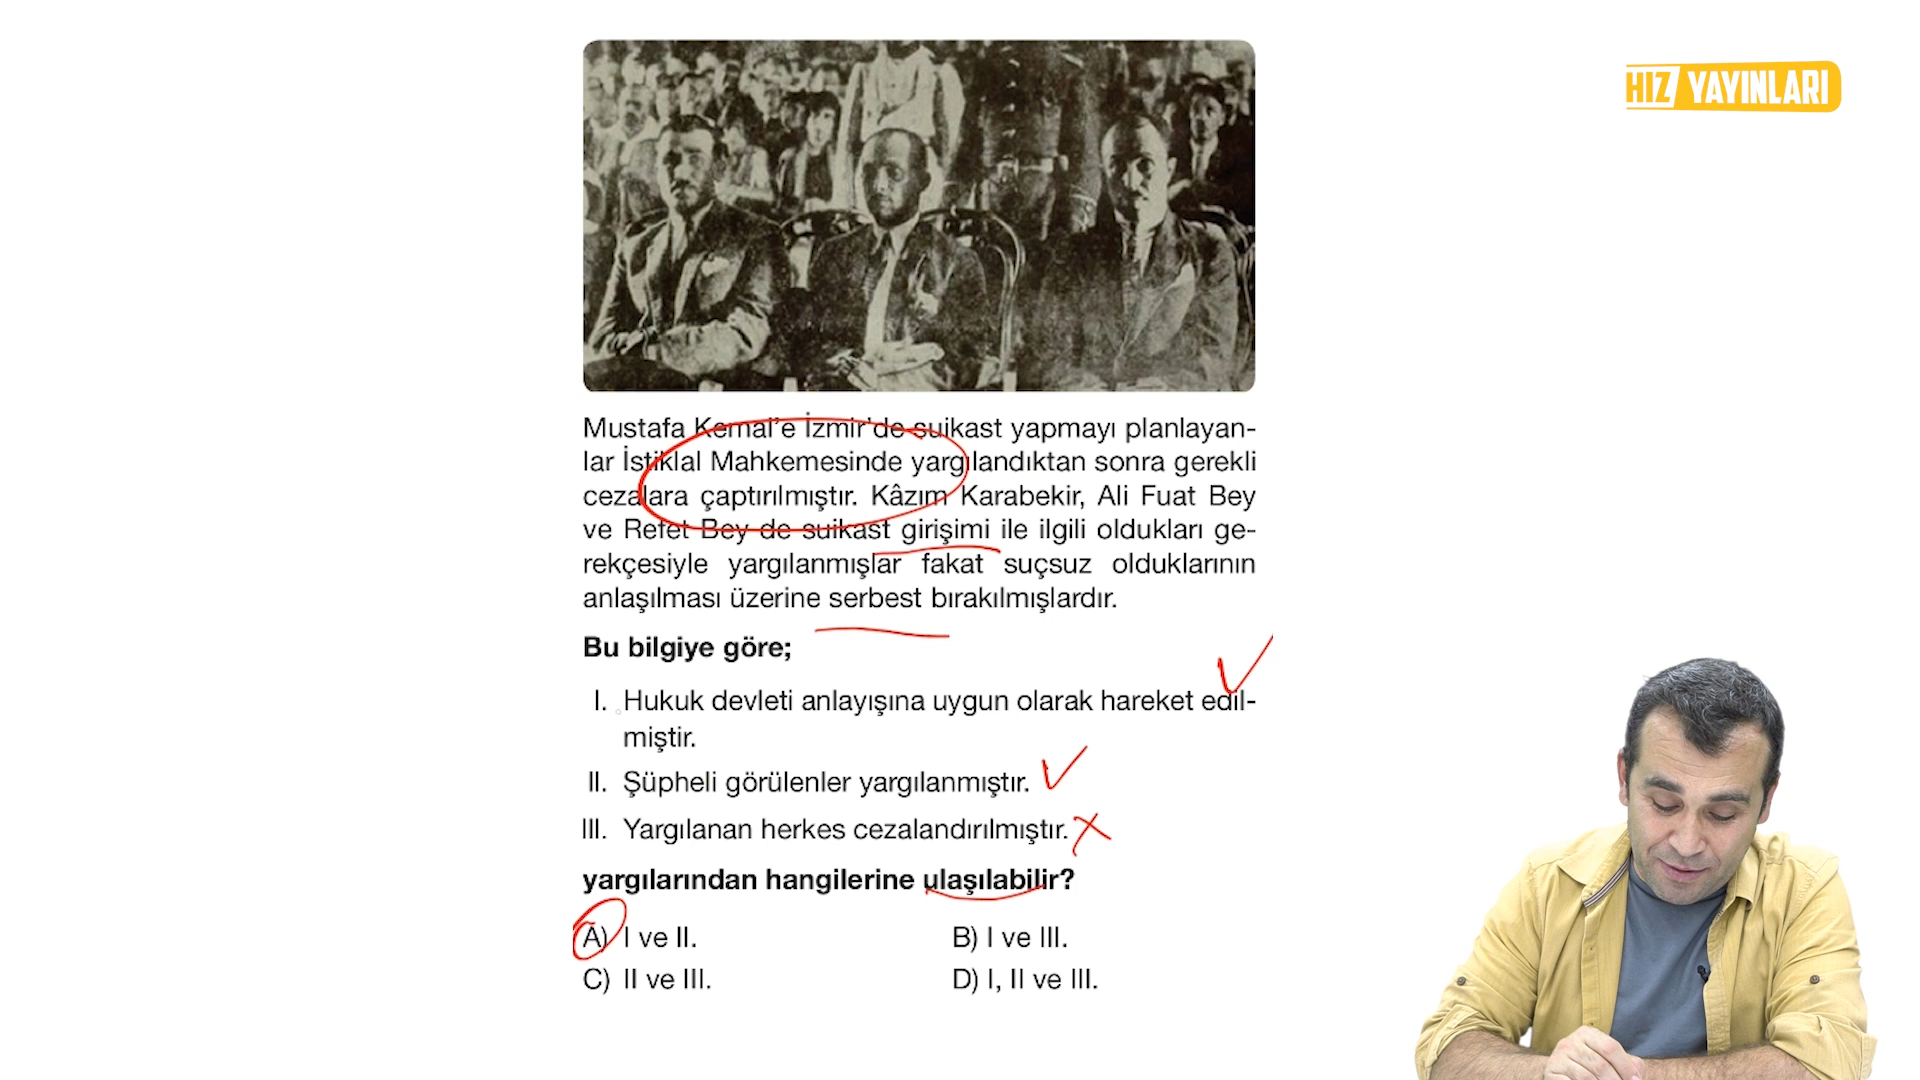 HIZ YAYINLARI
Mustafa Kemal'e İzmir'de suikast yapmayı planlayan-
lar İstiklal Mahkemesinde yargılandıktan sonra gerekli
cezalara çaptırılmıştır. Kâzım Karabekir, Ali Fuat Bey
ve Refet Bey de suikast girişimi ile ilgili oldukları ge-
rekçesiyle yargılanmışlar fakat suçsuz olduklarının
anlaşılması üzerine serbest bırakılmışlardır.
Bu bilgiye göre;
I. Hukuk devleti anlayışına uygun olarak hareket edil-
miştir.
II. Şüpheli görülenler yargılanmıştır.
III. Yargılanan herkes cezalandırılmıştır.
yargılarından hangilerine ulaşılabilir?
A) I ve II. B) I ve III.
C) II ve III. D) I, II ve III.